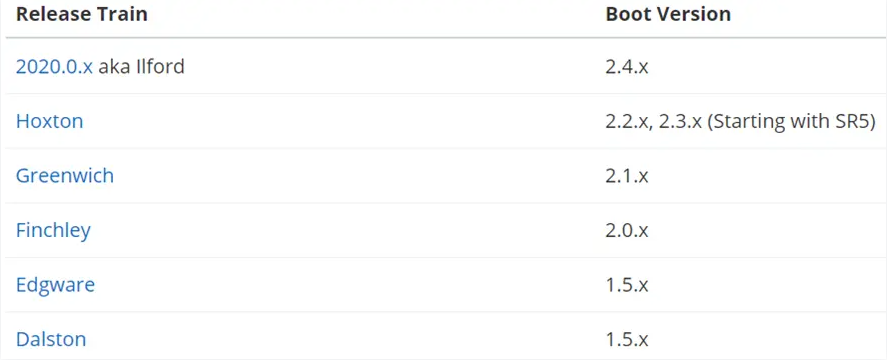 Release Train Boot Version
2020.0.x aka Ilford 2.4.x
Hoxton 2.2.x, 2.3.x (Starting with SR5)
Greenwich 2.1.x
Finchley 2.0.x
Edgware 1.5.x
Dalston 1.5.x